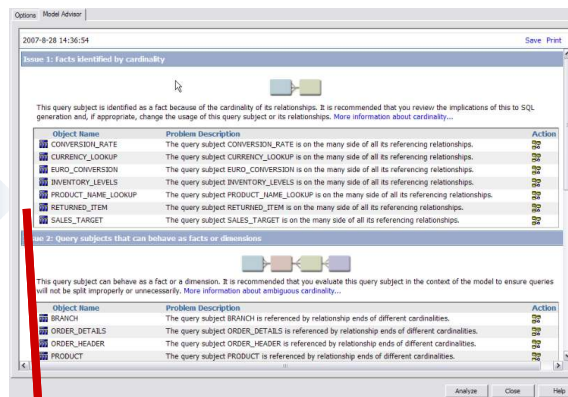 Options Model Advisor
2007-8-28 14:36:54 Save Print
Issue 1: Facts identified by cardinality
This query subject is identified as a fact because of the cardinality of its relationships. It is recommended that you review the implications of this to SQL
generation and, if appropriate, change the usage of this query subject or its relationships. More information about cardinality...
Object Name Problem Description Action
CONVERSION_RATE The query subject CONVERSION_RATE is on the many side of all its referencing relationships.
CURRENCY_LOOKUP The query subject CURRENCY_LOOKUP is on the many side of all its referencing relationships.
EURO_CONVERSION The query subject EURO_CONVERSION is on the many side of all its referencing relationships.
INVENTORY_LEVELS The query subject INVENTORY_LEVELS is on the many side of all its referencing relationships.
PRODUCT_NAME_LOOKUP The query subject PRODUCT_NAME_LOOKUP is on the many side of all its referencing relationships.
RETURNED_ITEM The query subject RETURNED_ITEM is on the many side of all its referencing relationships.
SALES_TARGET The query subject SALES_TARGET is on the many side of all its referencing relationships.
ue 2: Query subjects that can behave as facts or dimensions
This query subject can behave as a fact or a dimension. It is recommended that you evaluate this query subject in the context of the model to ensure queries
will not be split improperly or unnecessarily. More information about ambiguous cardinality...
Object Name Problem Description Action
BRANCH The query subject BRANCH is referenced by relationship ends of different cardinalities.
ORDER_DETAILS The query subject ORDER_DETAILS is referenced by relationship ends of different cardinalities.
ORDER_HEADER The query subject ORDER_HEADER is referenced by relationship ends of different cardinalities.
PRODUCT The query subject PRODUCT is referenced by relationship ends of different cardinalities.
Analyze Close Help